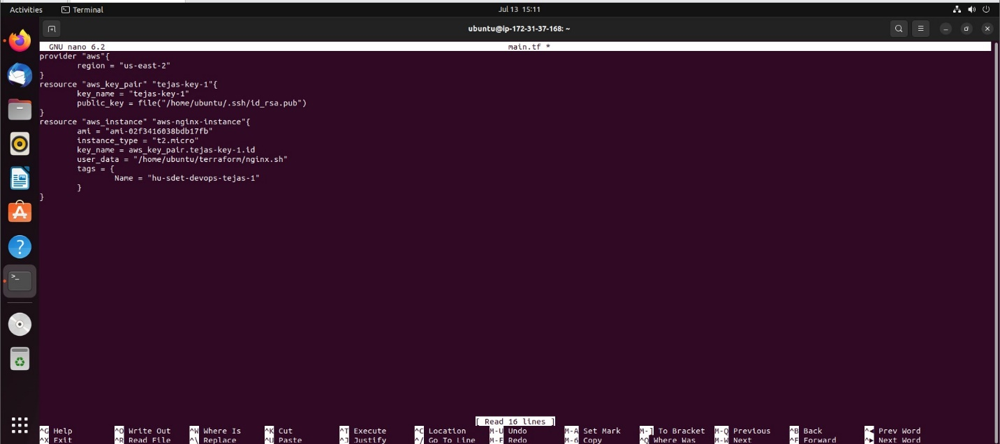 Activities Terminal Jul 13 15:11
ubuntu@ip-172-31-37-168: ~
GNU nano 6.2 main.tf *
provider "aws"{
        region = "us-east-2"
}
resource "aws_key_pair" "tejas-key-1"{
        key_name = "tejas-key-1"
        public_key = file("/home/ubuntu/.ssh/id_rsa.pub")
}
resource "aws_instance" "aws-nginx-instance"{
        ami = "ami-02f3416038bdb17fb"
        instance_type = "t2.micro"
        key_name = aws_key_pair.tejas-key-1.id
        user_data = "/home/ubuntu/terraform/nginx.sh"
        tags = {
                Name = "hu-sdet-devops-tejas-1"
        }
}
[ Read 16 lines ]
^G Help ^O Write Out ^W Where Is ^K Cut ^T Execute ^C Location M-U Undo M-A Set Mark M-] To Bracket M-Q Previous ^B Back ^◀ Prev Word
^X Exit ^R Read File ^\ Replace ^U Paste ^J Justify ^/ Go To Line M-E Redo M-6 Copy ^Q Where Was M-W Next ^F Forward ^▶ Next Word